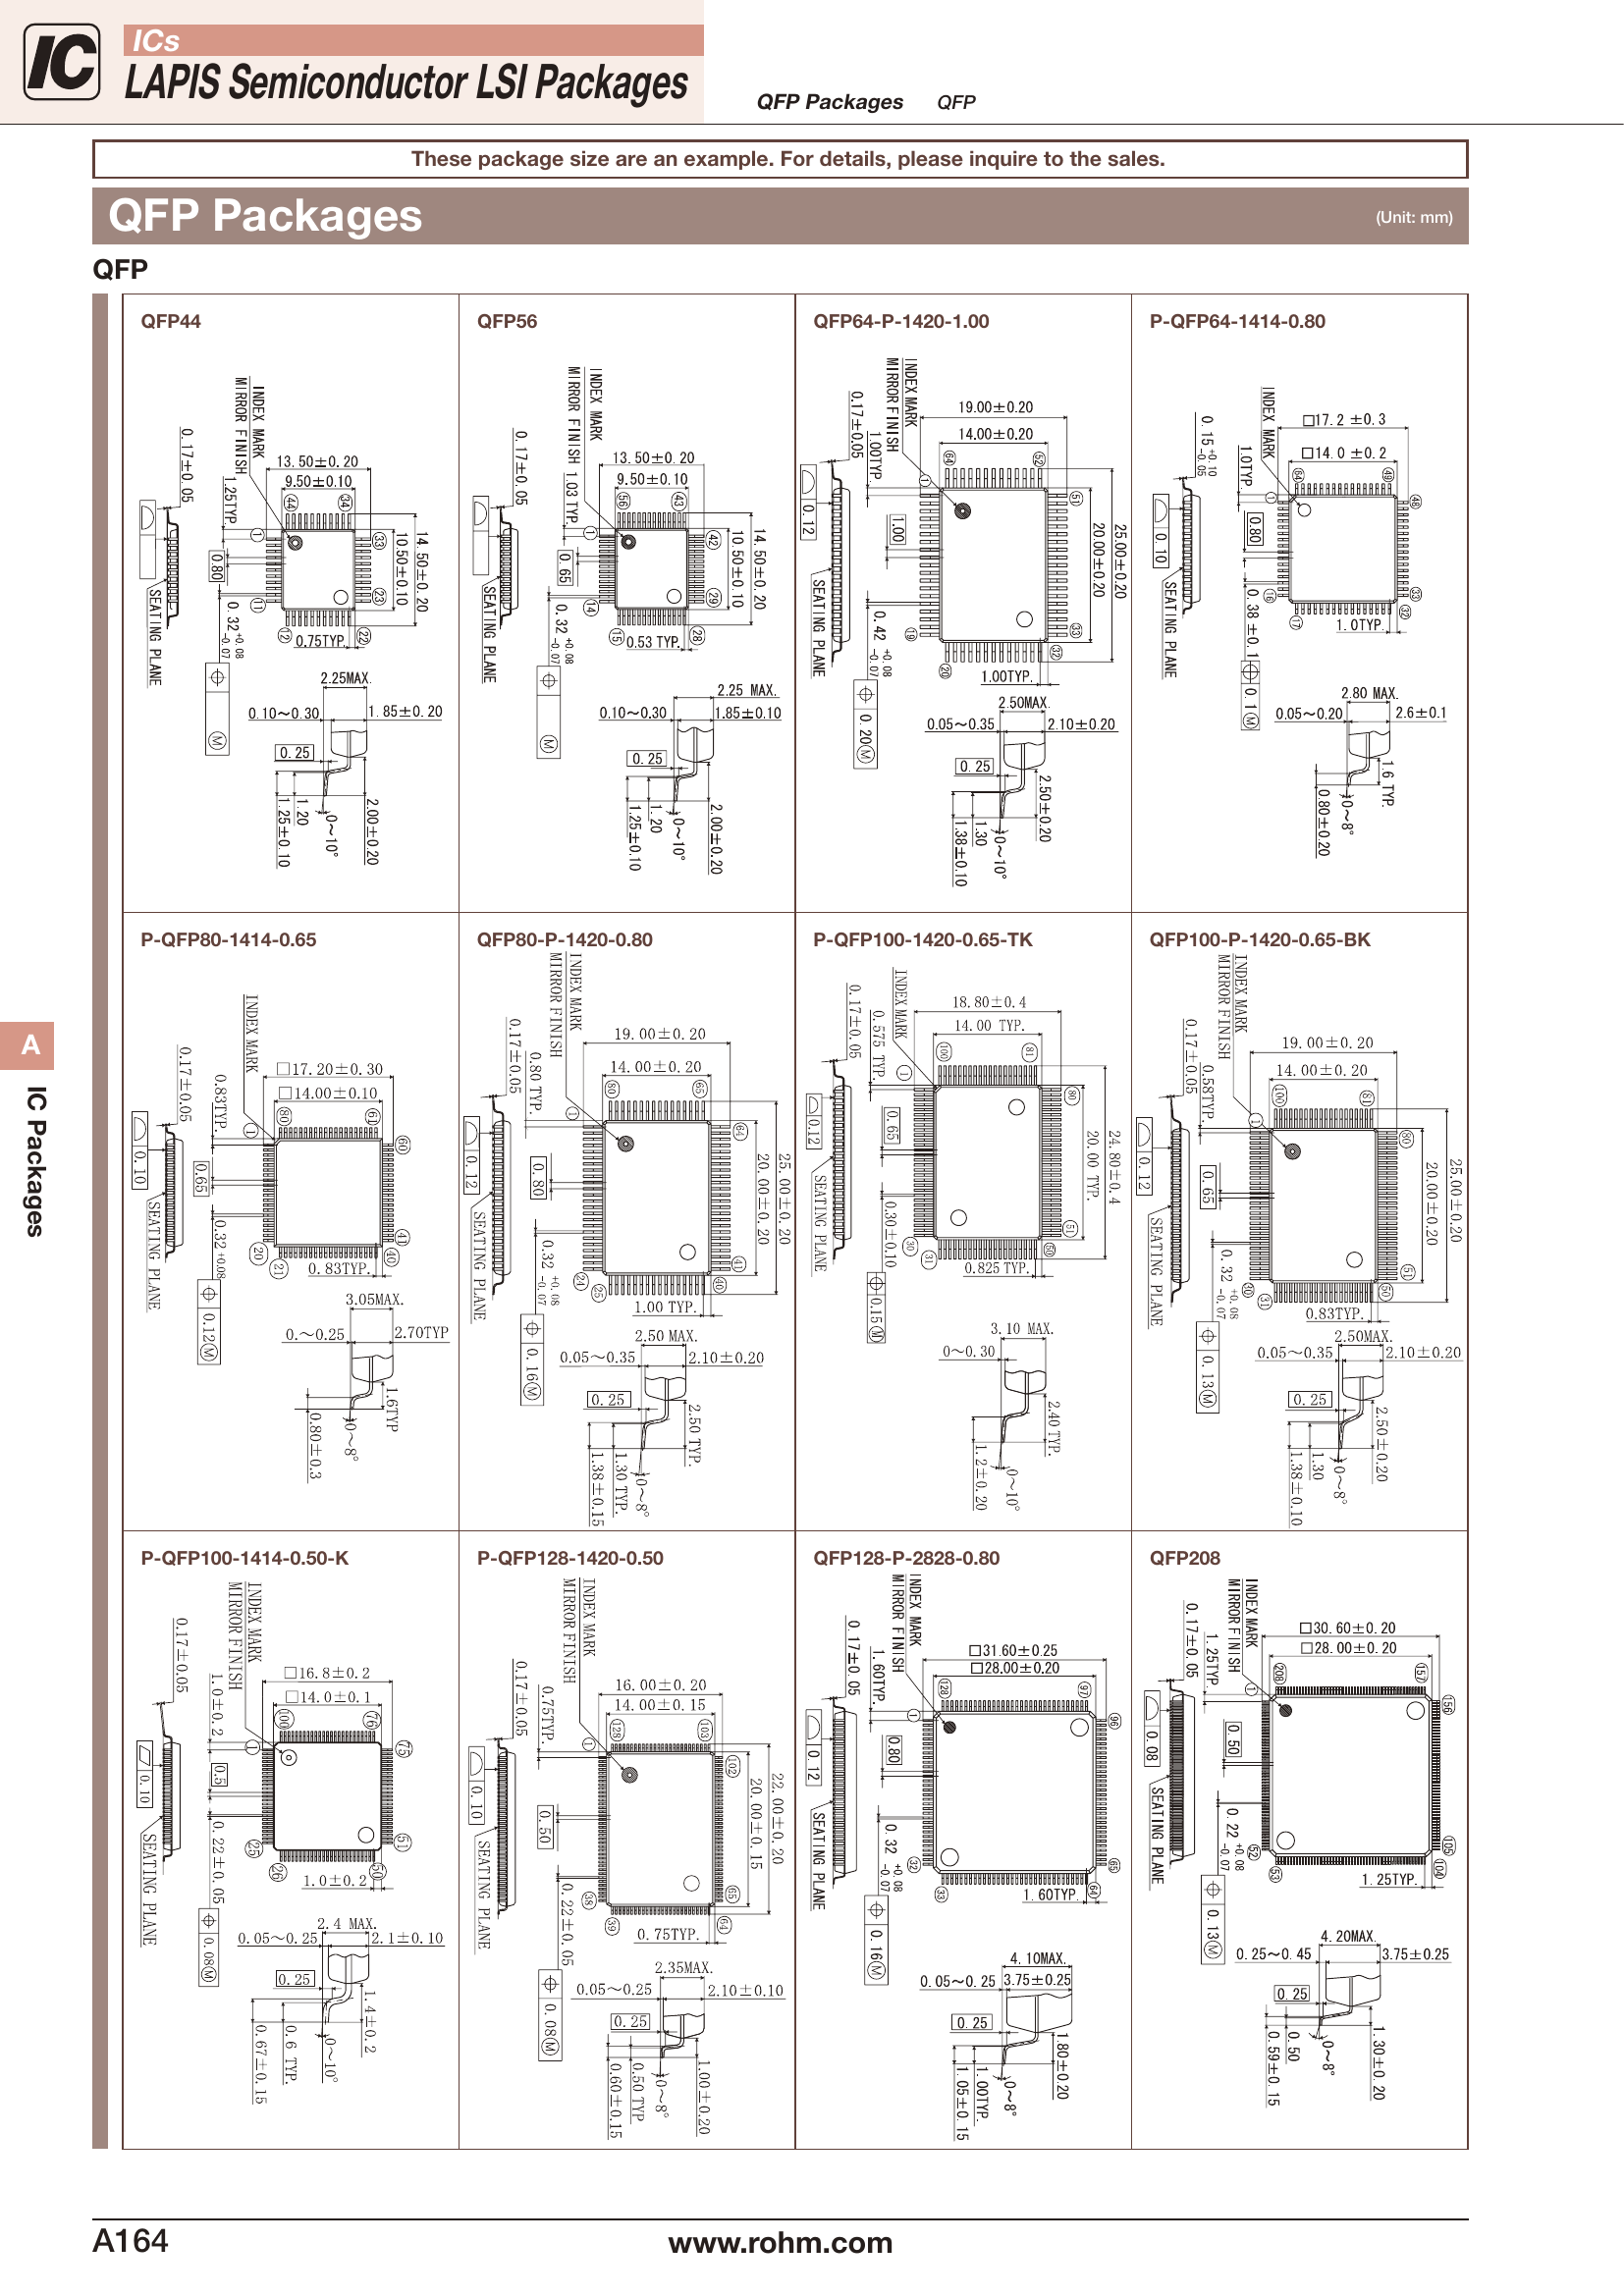 IC
ICs
LAPIS Semiconductor LSI Packages
QFP Packages QFP
These package size are an example. For details, please inquire to the sales.
QFP Packages (Unit: mm)
QFP
QFP44
INDEX MARK
MIRROR FINISH
0.17±0.05
13.50±0.20
9.50±0.10
1.25TYP.
44 34
1 33
14.50±0.20
10.50±0.10
0.80
11 23
12 22
0.75TYP.
0.32 +0.08 -0.07
M
SEATING PLANE
2.25MAX.
0.10～0.30 1.85±0.20
0.25
0～10°
1.20
1.25±0.10
2.00±0.20
QFP56
INDEX MARK
MIRROR FINISH
0.17±0.05
13.50±0.20
9.50±0.10
1.03 TYP.
56 43
1 42
14.50±0.20
10.50±0.10
0.65
14 29
15 28
0.53 TYP.
0.32 +0.08 -0.07
M
SEATING PLANE
2.25 MAX.
0.10～0.30 1.85±0.10
0.25
0～10°
1.20
1.25±0.10
2.00±0.20
QFP64-P-1420-1.00
INDEX MARK
MIRROR FINISH
0.17±0.05
19.00±0.20
14.00±0.20
1.00TYP.
64 52
1 51
25.00±0.20
20.00±0.20
0.12
1.00
19 33
20 32
1.00TYP.
0.42 +0.08 -0.07
0.20 M
SEATING PLANE
2.50MAX.
0.05～0.35 2.10±0.20
0.25
0～10°
1.30
1.38±0.10
2.50±0.20
P-QFP64-1414-0.80
INDEX MARK
0.15 +0.10 -0.05
□17.2 ±0.3
□14.0 ±0.2
1.0TYP.
64 49
1 48
0.10
0.80
16 33
17 32
1.0TYP.
0.38 ±0.1
0.1 M
SEATING PLANE
2.80 MAX.
0.05～0.20 2.6±0.1
1.6 TYP.
0～8°
0.80±0.20
P-QFP80-1414-0.65
INDEX MARK
0.17±0.05
□17.20±0.30
□14.00±0.10
0.83TYP.
80 61
1 60
0.10
0.65
20 41
21 40
0.83TYP.
0.32 +0.08
0.12 M
SEATING PLANE
3.05MAX.
0.～0.25 2.70TYP
1.6TYP
0～8°
0.80±0.3
QFP80-P-1420-0.80
INDEX MARK
MIRROR FINISH
0.17±0.05
19.00±0.20
14.00±0.20
0.80 TYP.
80 65
1 64
25.00±0.20
20.00±0.20
0.12
0.80
24 41
25 40
1.00 TYP.
0.32 +0.08 -0.07
0.16 M
SEATING PLANE
2.50 MAX.
0.05～0.35 2.10±0.20
0.25
0～8°
1.30 TYP.
1.38±0.15
2.50 TYP.
P-QFP100-1420-0.65-TK
INDEX MARK
0.17±0.05
18.80±0.4
14.00 TYP.
0.575 TYP.
100 81
1 80
24.80±0.4
20.00 TYP.
0.12
0.65
30 51
31 50
0.825 TYP.
0.30±0.10
0.15 M
SEATING PLANE
3.10 MAX.
0～0.30
2.40 TYP.
0～10°
1.2±0.20
QFP100-P-1420-0.65-BK
INDEX MARK
MIRROR FINISH
0.17±0.05
19.00±0.20
14.00±0.20
0.58TYP.
100 81
1 80
25.00±0.20
20.00±0.20
0.12
0.65
30 51
31 50
0.83TYP.
0.32 +0.08 -0.07
0.13 M
SEATING PLANE
2.50MAX.
0.05～0.35 2.10±0.20
0.25
0～8°
1.30
1.38±0.10
2.50±0.20
P-QFP100-1414-0.50-K
INDEX MARK
MIRROR FINISH
0.17±0.05
□16.8±0.2
□14.0±0.1
1.0±0.2
100 76
1 75
0.10
0.5
25 51
26 50
1.0±0.2
0.22±0.05
0.08 M
SEATING PLANE
2.4 MAX.
0.05～0.25 2.1±0.10
0.25
0～10°
0.6 TYP.
0.67±0.15
1.4±0.2
P-QFP128-1420-0.50
INDEX MARK
MIRROR FINISH
0.17±0.05
16.00±0.20
14.00±0.15
0.75TYP.
128 103
1 102
22.00±0.20
20.00±0.15
0.10
0.50
38 65
39 64
0.75TYP.
0.22±0.05
0.08 M
SEATING PLANE
2.35MAX.
0.05～0.25 2.10±0.10
0.25
0～8°
0.50 TYP
0.60±0.15
1.00±0.20
QFP128-P-2828-0.80
INDEX MARK
MIRROR FINISH
0.17±0.05
□31.60±0.25
□28.00±0.20
1.60TYP.
128 97
1 96
0.12
0.80
32 65
33 64
1.60TYP.
0.32 +0.08 -0.07
0.16 M
SEATING PLANE
4.10MAX.
0.05～0.25 3.75±0.25
0.25
0～8°
1.00TYP.
1.05±0.15
1.80±0.20
QFP208
INDEX MARK
MIRROR FINISH
0.17±0.05
□30.60±0.20
□28.00±0.20
1.25TYP.
208 157
1 156
0.08
0.50
52 105
53 104
1.25TYP.
0.22 +0.08 -0.07
0.13 M
SEATING PLANE
4.20MAX.
0.25～0.45 3.75±0.25
0.25
0～8°
0.50
0.59±0.15
1.30±0.20
A
IC Packages
A164
www.rohm.com